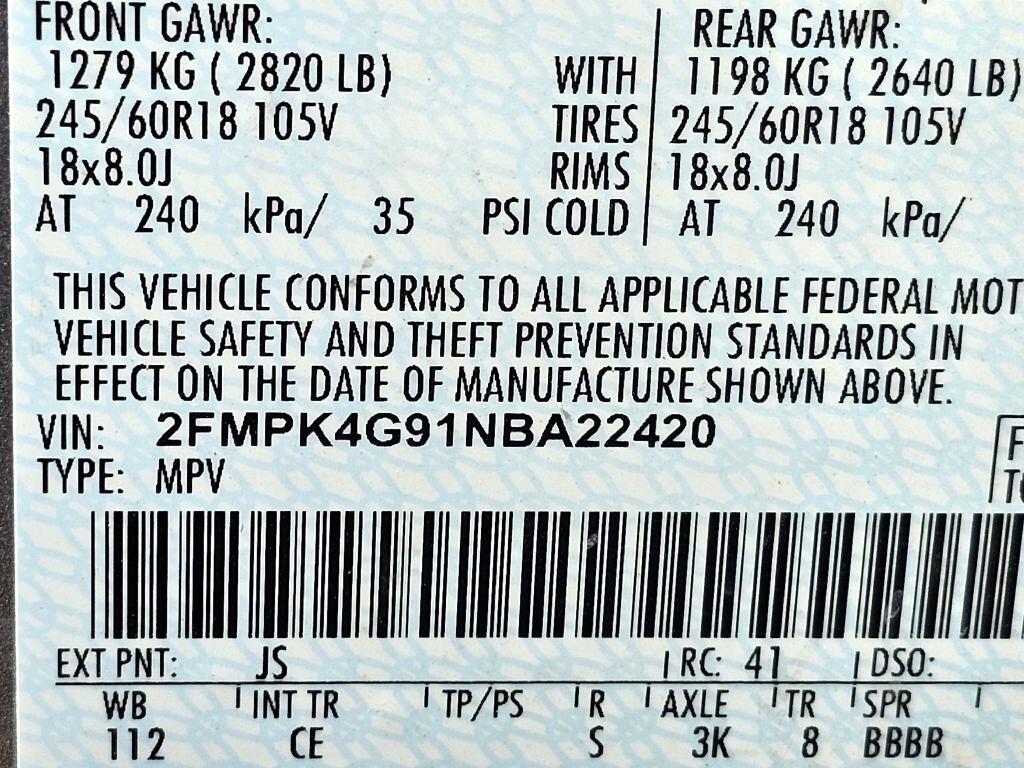 FRONT GAWR: REAR GAWR:
1279 KG ( 2820 LB) WITH 1198 KG ( 2640 LB)
245/60R18 105V TIRES 245/60R18 105V
18x8.0J RIMS 18x8.0J
AT 240 kPa/ 35 PSI COLD AT 240 kPa/
THIS VEHICLE CONFORMS TO ALL APPLICABLE FEDERAL MOT
VEHICLE SAFETY AND THEFT PREVENTION STANDARDS IN
EFFECT ON THE DATE OF MANUFACTURE SHOWN ABOVE.
VIN: 2FMPK4G91NBA22420
TYPE: MPV
EXT PNT: JS RC: 41 DSO:
WB INT TR TP/PS R AXLE TR SPR
112 CE S 3K 8 BBBB